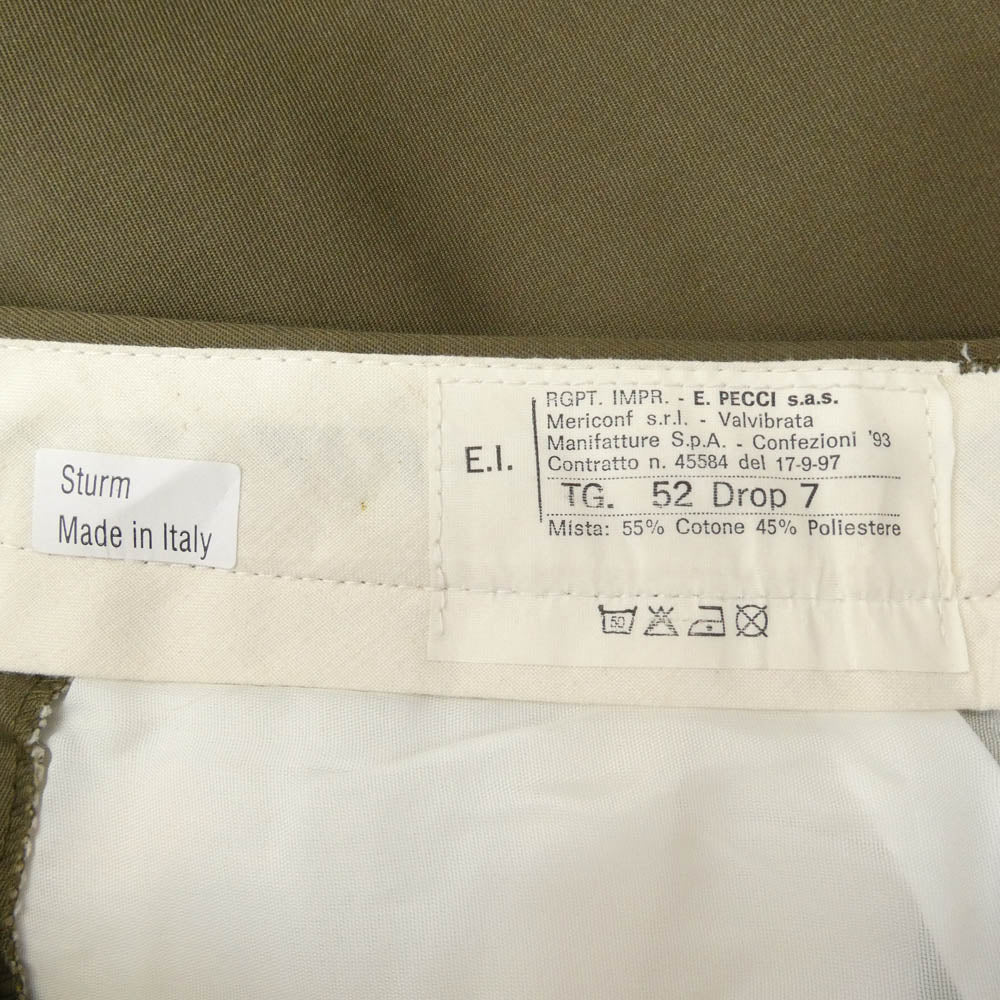 Sturm
Made in Italy
E.I.
RGPT. IMPR. - E. PECCI s.a.s.
Mericonf s.r.l. - Valvibrata
Manifatture S.p.A. - Confezioni '93
Contratto n. 45584 del 17-9-97
TG. 52 Drop 7
Mista: 55% Cotone 45% Poliestere
50